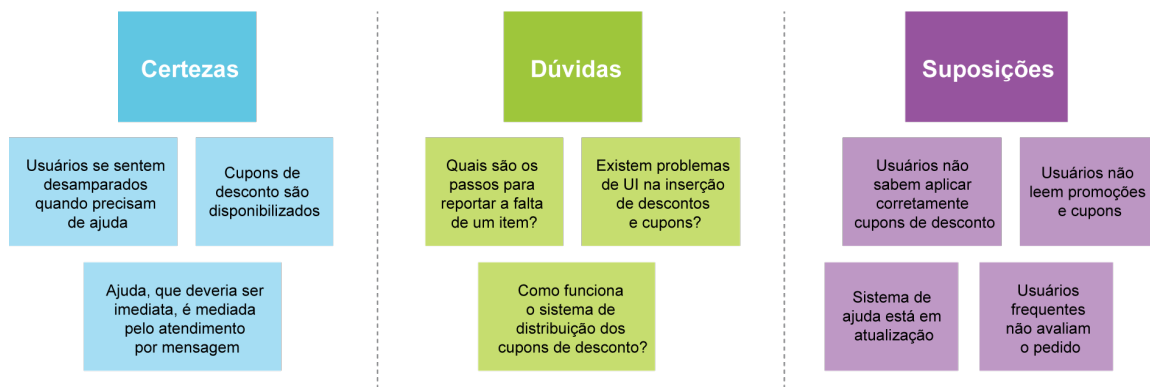 Certezas
Usuários se sentem
desamparados
quando precisam
de ajuda
Cupons de
desconto são
disponibilizados
Ajuda, que deveria ser
imediata, é mediada
pelo atendimento
por mensagem
Dúvidas
Quais são os
passos para
reportar a falta
de um item?
Existem problemas
de UI na inserção
de descontos
e cupons?
Como funciona
o sistema de
distribuição dos
cupons de desconto?
Suposições
Usuários não
sabem aplicar
corretamente
cupons de desconto
Usuários não
leem promoções
e cupons
Sistema de
ajuda está em
atualização
Usuários
frequentes
não avaliam
o pedido